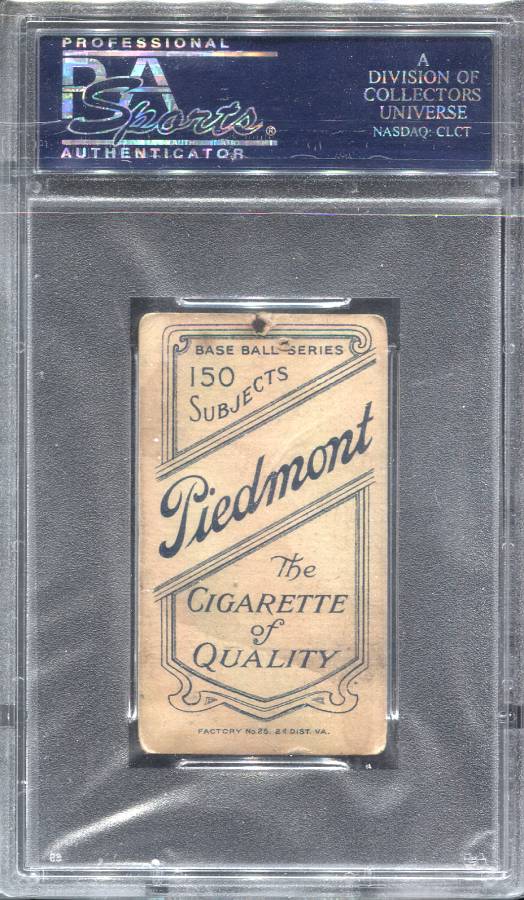 PROFESSIONAL
PSA
Sports®
AUTHENTICATOR
A
DIVISION OF
COLLECTORS
UNIVERSE
NASDAQ: CLCT
BASE BALL SERIES
150
SUBJECTS
Piedmont
The
CIGARETTE
of
QUALITY
FACTORY No 25. 2d DIST. VA.